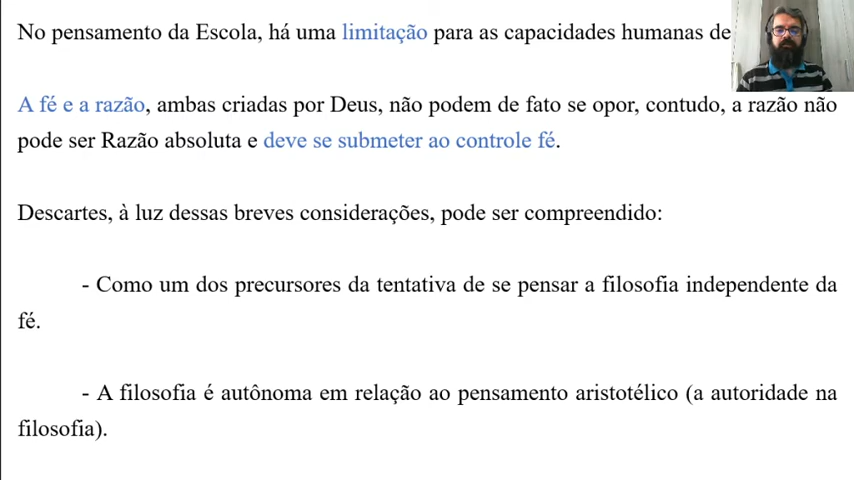 No pensamento da Escola, há uma limitação para as capacidades humanas de
A fé e a razão, ambas criadas por Deus, não podem de fato se opor, contudo, a razão não
pode ser Razão absoluta e deve se submeter ao controle fé.
Descartes, à luz dessas breves considerações, pode ser compreendido:
- Como um dos precursores da tentativa de se pensar a filosofia independente da
fé.
- A filosofia é autônoma em relação ao pensamento aristotélico (a autoridade na
filosofia).